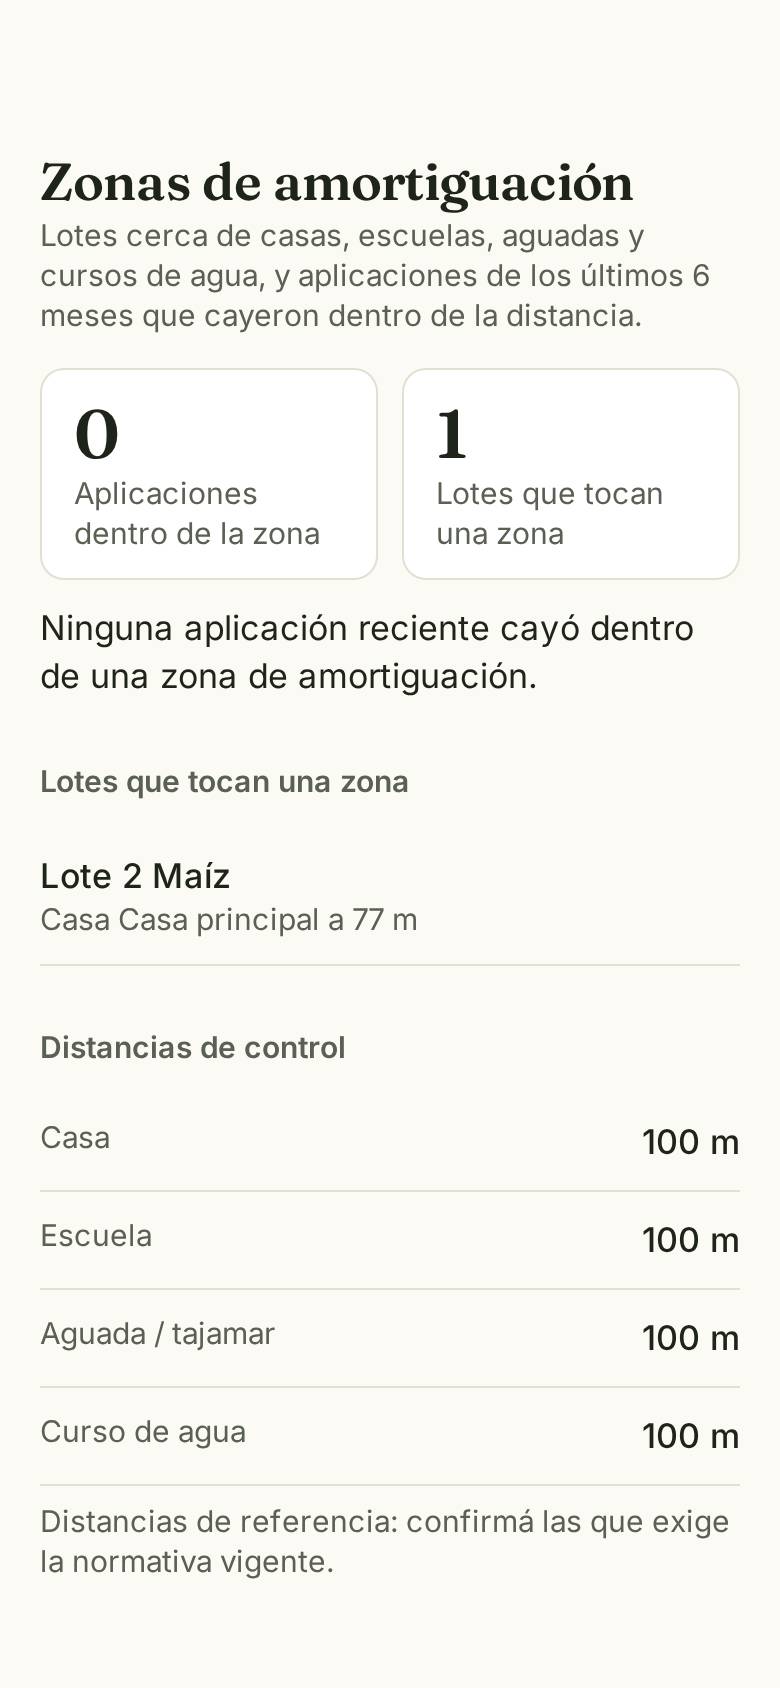 Zonas de amortiguación
Lotes cerca de casas, escuelas, aguadas y
cursos de agua, y aplicaciones de los últimos 6
meses que cayeron dentro de la distancia.
0
Aplicaciones
dentro de la zona
1
Lotes que tocan
una zona
Ninguna aplicación reciente cayó dentro
de una zona de amortiguación.
Lotes que tocan una zona
Lote 2 Maíz
Casa Casa principal a 77 m
Distancias de control
Casa 100 m
Escuela 100 m
Aguada / tajamar 100 m
Curso de agua 100 m
Distancias de referencia: confirmá las que exige
la normativa vigente.